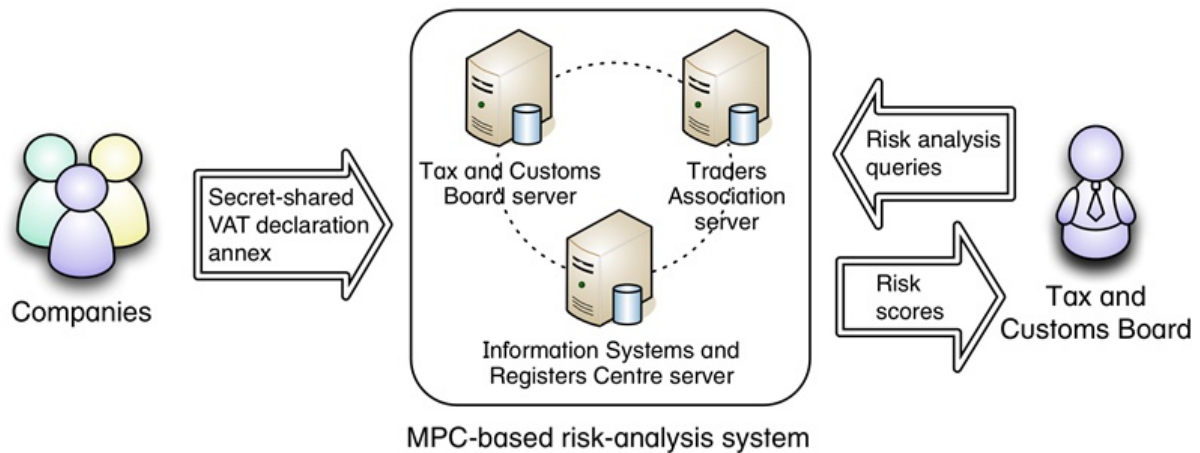 Companies
Secret-shared
VAT declaration
annex
Tax and Customs
Board server
Traders
Association
server
Information Systems and
Registers Centre server
MPC-based risk-analysis system
Risk analysis
queries
Risk
scores
Tax and
Customs Board